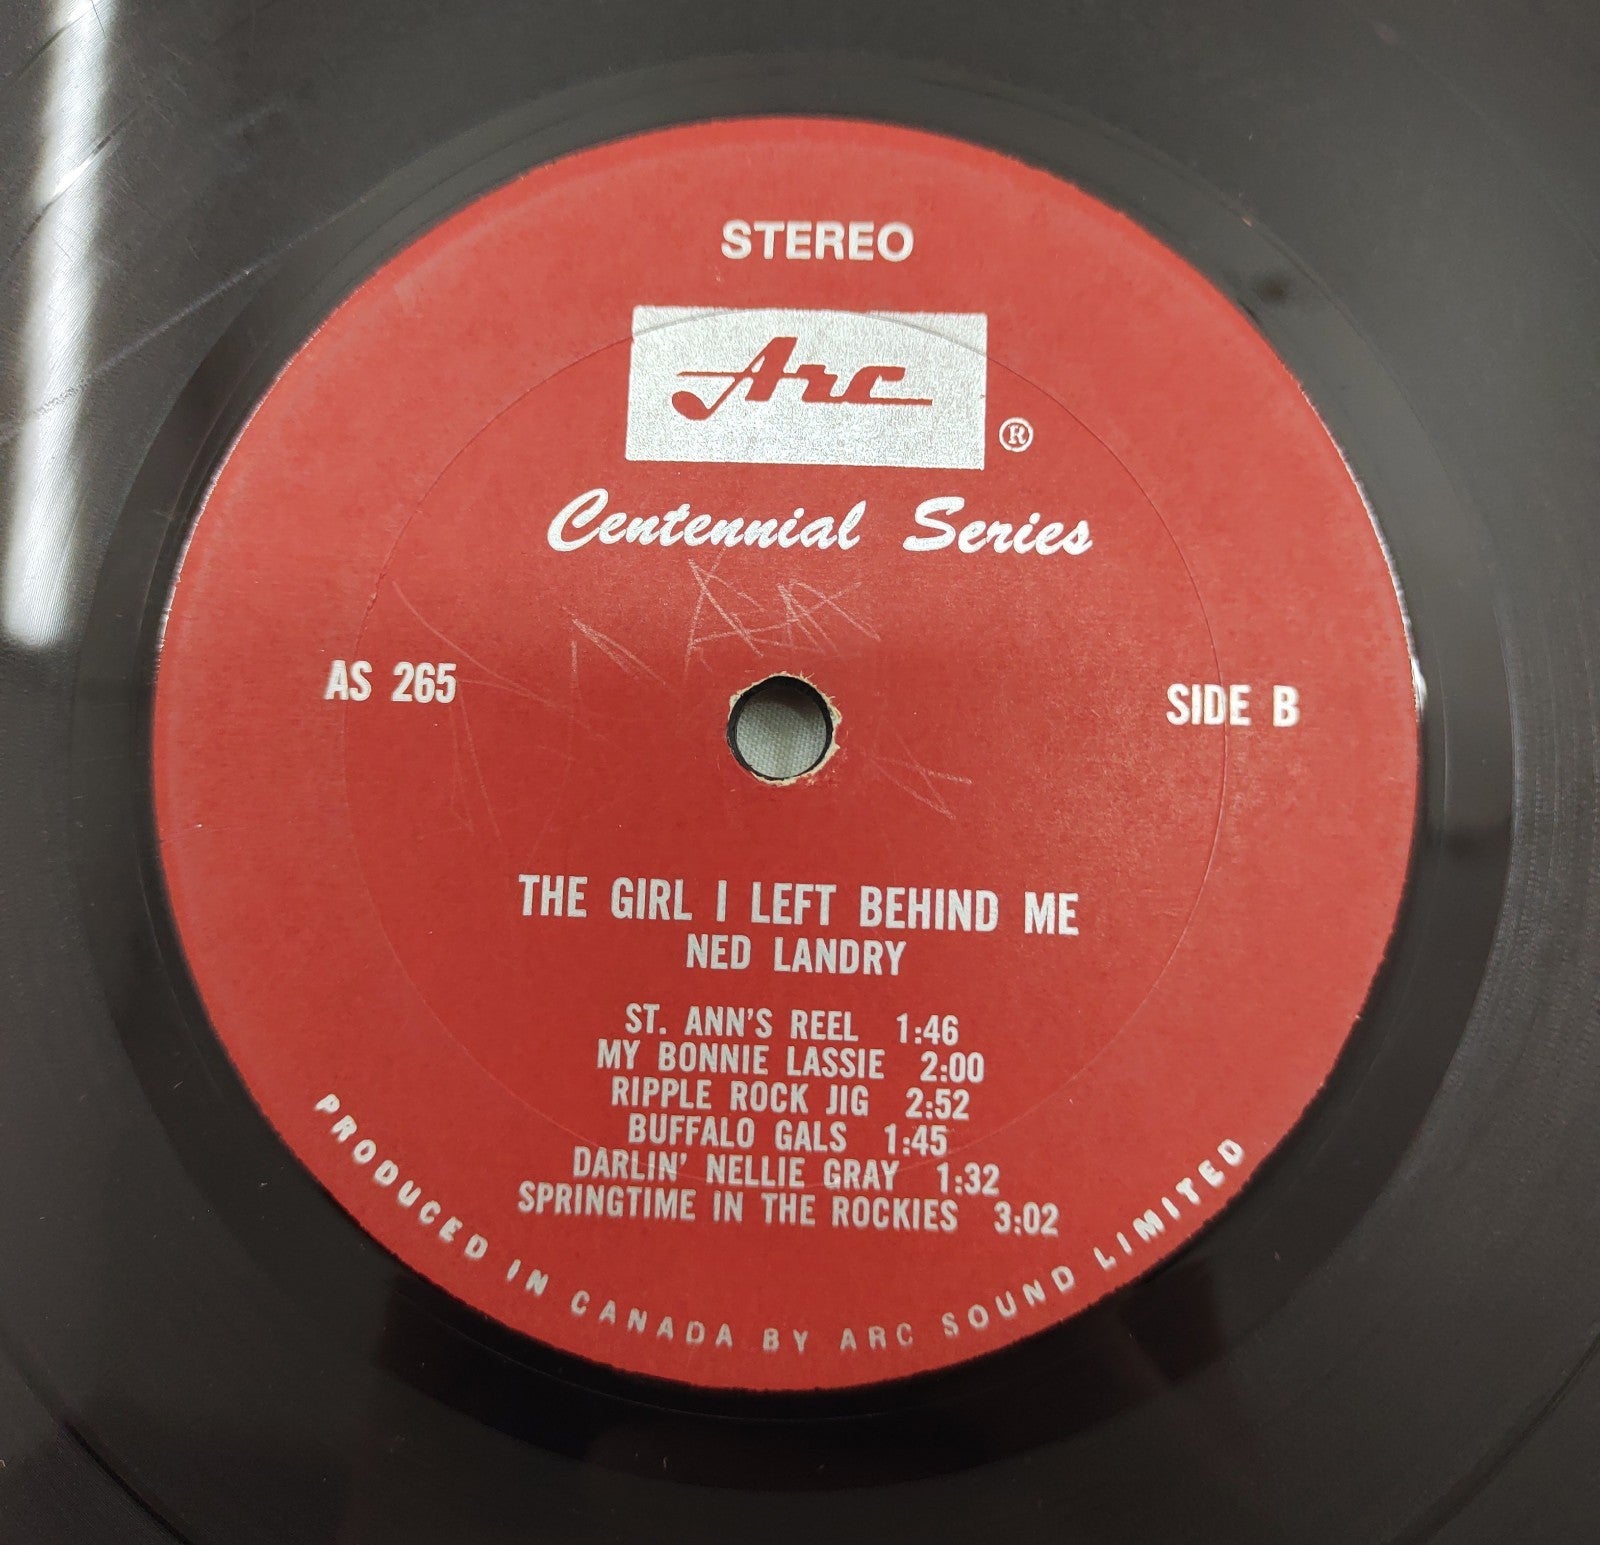 STEREO
Arc ®
Centennial Series
AS 265
SIDE B
THE GIRL I LEFT BEHIND ME
NED LANDRY
ST. ANN'S REEL 1:46
MY BONNIE LASSIE 2:00
RIPPLE ROCK JIG 2:52
BUFFALO GALS 1:45
DARLIN' NELLIE GRAY 1:32
SPRINGTIME IN THE ROCKIES 3:02
PRODUCED IN CANADA BY ARC SOUND LIMITED